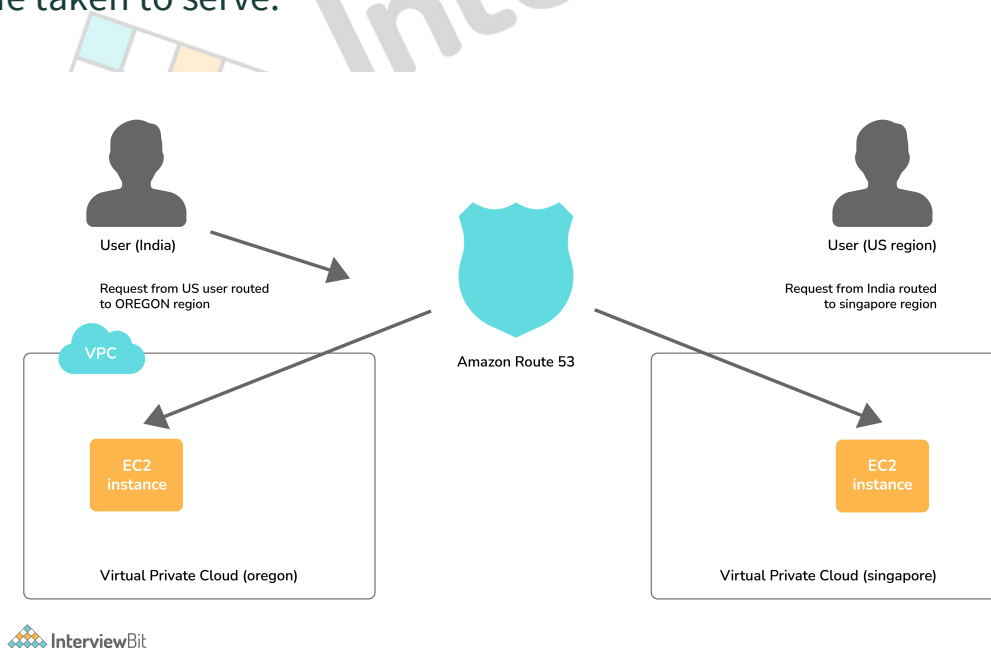 taken to serve.
User (India)
User (US region)
Request from US user routed
to OREGON region
Request from India routed
to singapore region
VPC
Amazon Route 53
EC2
instance
EC2
instance
Virtual Private Cloud (oregon)
Virtual Private Cloud (singapore)
InterviewBit